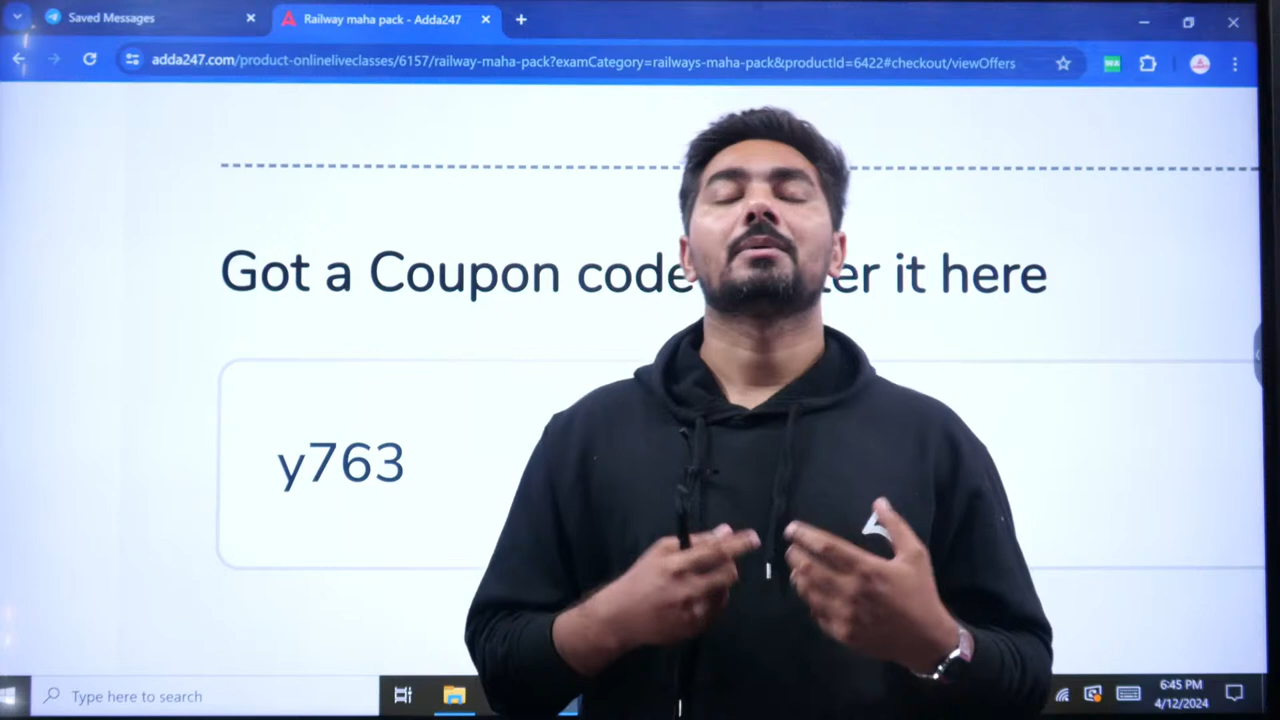 Saved Messages
Railway maha pack - Adda247
adda247.com/product-onlineliveclasses/6157/railway-maha-pack?examCategory=railways-maha-pack&productId=6422#checkout/viewOffers
WA
Got a Coupon code er it here
y763
Type here to search
6:45 PM
4/12/2024